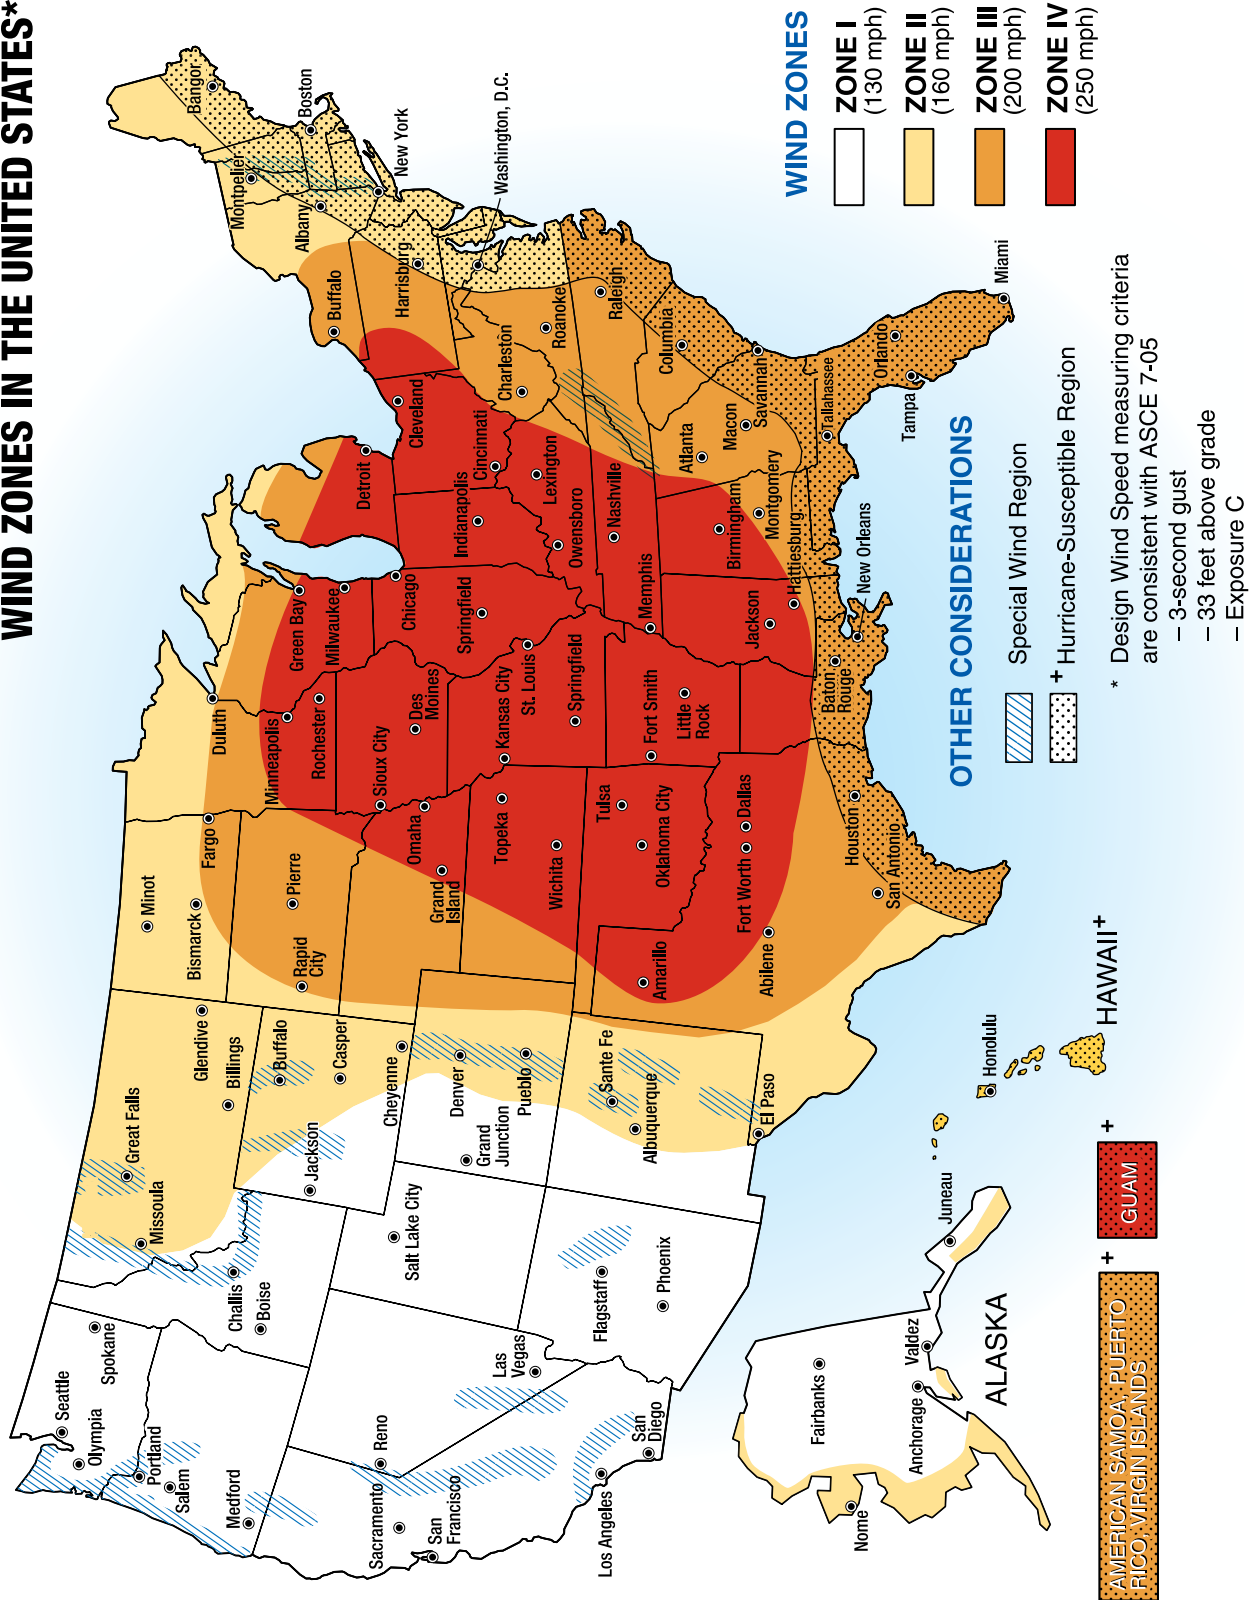 WIND ZONES IN THE UNITED STATES*
Seattle
Olympia
Spokane
Portland
Salem
Medford
Missoula
Great Falls
Glendive
Billings
Minot
Bismarck
Fargo
Duluth
Challis
Boise
Jackson
Buffalo
Casper
Cheyenne
Rapid
City
Pierre
Minneapolis
Rochester
Green Bay
Milwaukee
Detroit
Buffalo
Albany
Montpelier
Bangor
Boston
New York
Harrisburg
Washington, D.C.
Reno
Sacramento
San
Francisco
Las
Vegas
Salt Lake City
Grand
Junction
Denver
Pueblo
Grand
Island
Omaha
Sioux City
Des
Moines
Chicago
Springfield
Indianapolis
Cincinnati
Cleveland
Charleston
Roanoke
Raleigh
Topeka
Wichita
Kansas City
St. Louis
Springfield
Owensboro
Lexington
Nashville
Memphis
Los Angeles
San
Diego
Flagstaff
Phoenix
Sante Fe
Albuquerque
El Paso
Amarillo
Tulsa
Oklahoma City
Fort Smith
Little
Rock
Fort Worth
Dallas
Abilene
San Antonio
Houston
Baton
Rouge
New Orleans
Jackson
Hattiesburg
Birmingham
Montgomery
Atlanta
Macon
Columbia
Savannah
Tallahassee
Orlando
Tampa
Miami
Fairbanks
Anchorage
Nome
Valdez
Juneau
ALASKA
Honolulu
HAWAII+
AMERICAN SAMOA, PUERTO
RICO, VIRGIN ISLANDS
+
GUAM
+
WIND ZONES
ZONE I
(130 mph)
ZONE II
(160 mph)
ZONE III
(200 mph)
ZONE IV
(250 mph)
OTHER CONSIDERATIONS
Special Wind Region
+ Hurricane-Susceptible Region
* Design Wind Speed measuring criteria
are consistent with ASCE 7-05
– 3-second gust
– 33 feet above grade
– Exposure C